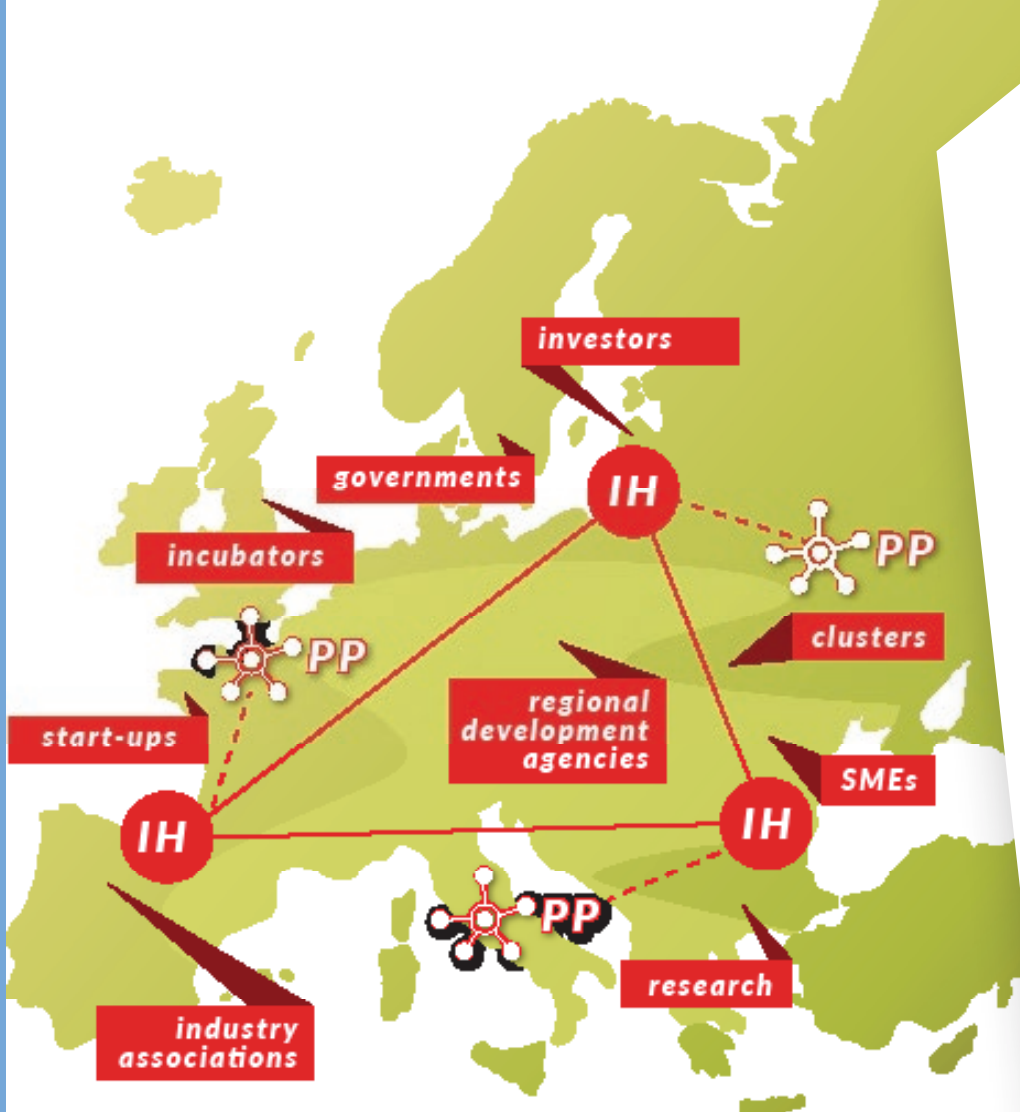 investors
governments
IH
incubators
PP
clusters
PP
regional
development
agencies
start-ups
SMEs
IH
IH
PP
research
industry
associations